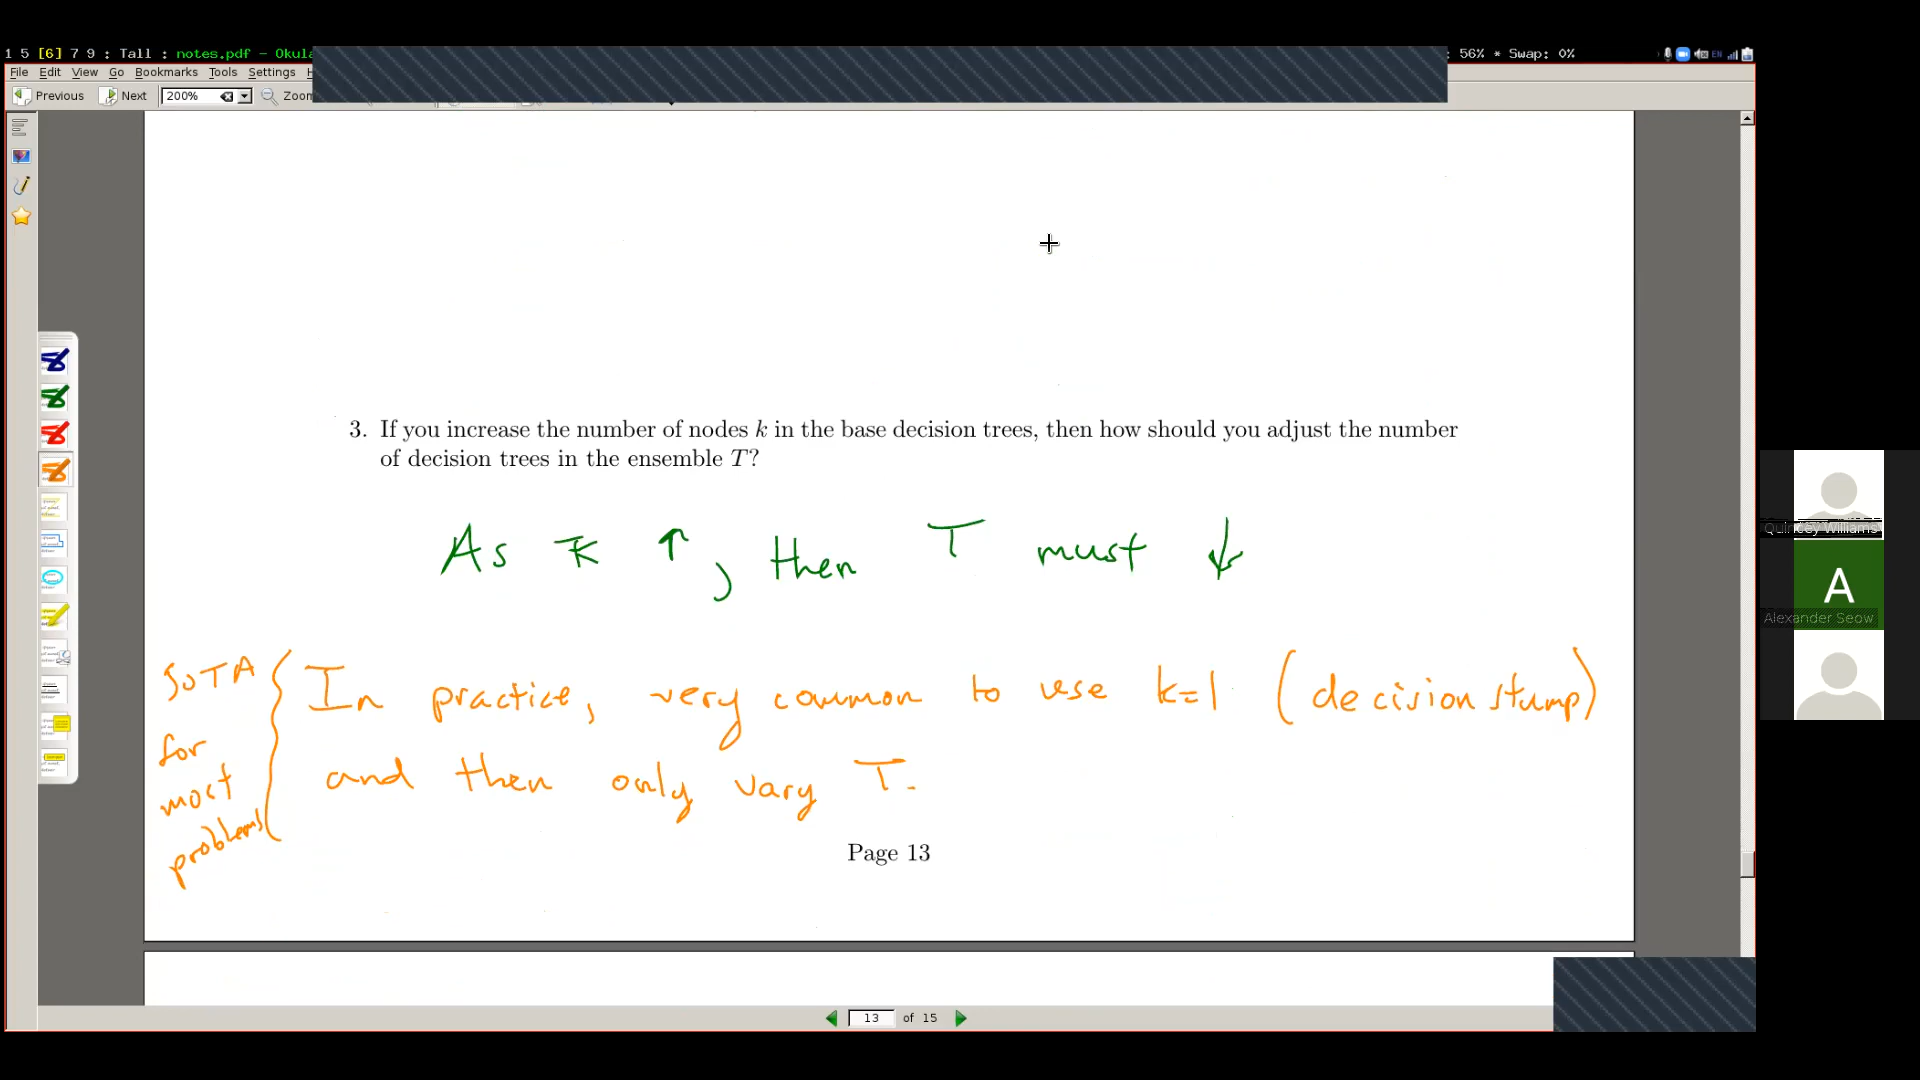 1 5 [6] 7 9 : Tall : notes.pdf - Okula
: 56% * Swap: 0%
EN
File Edit View Go Bookmarks Tools Settings H
Previous Next 200% Zoom
3. If you increase the number of nodes k in the base decision trees, then how should you adjust the number
of decision trees in the ensemble T?
As k ↑, then T must ↓
SOTA
for
most
problems
In practice, very common to use k=1 (decision stump)
and then only vary T.
Page 13
13 of 15
Quincey Williams
A
Alexander Seow